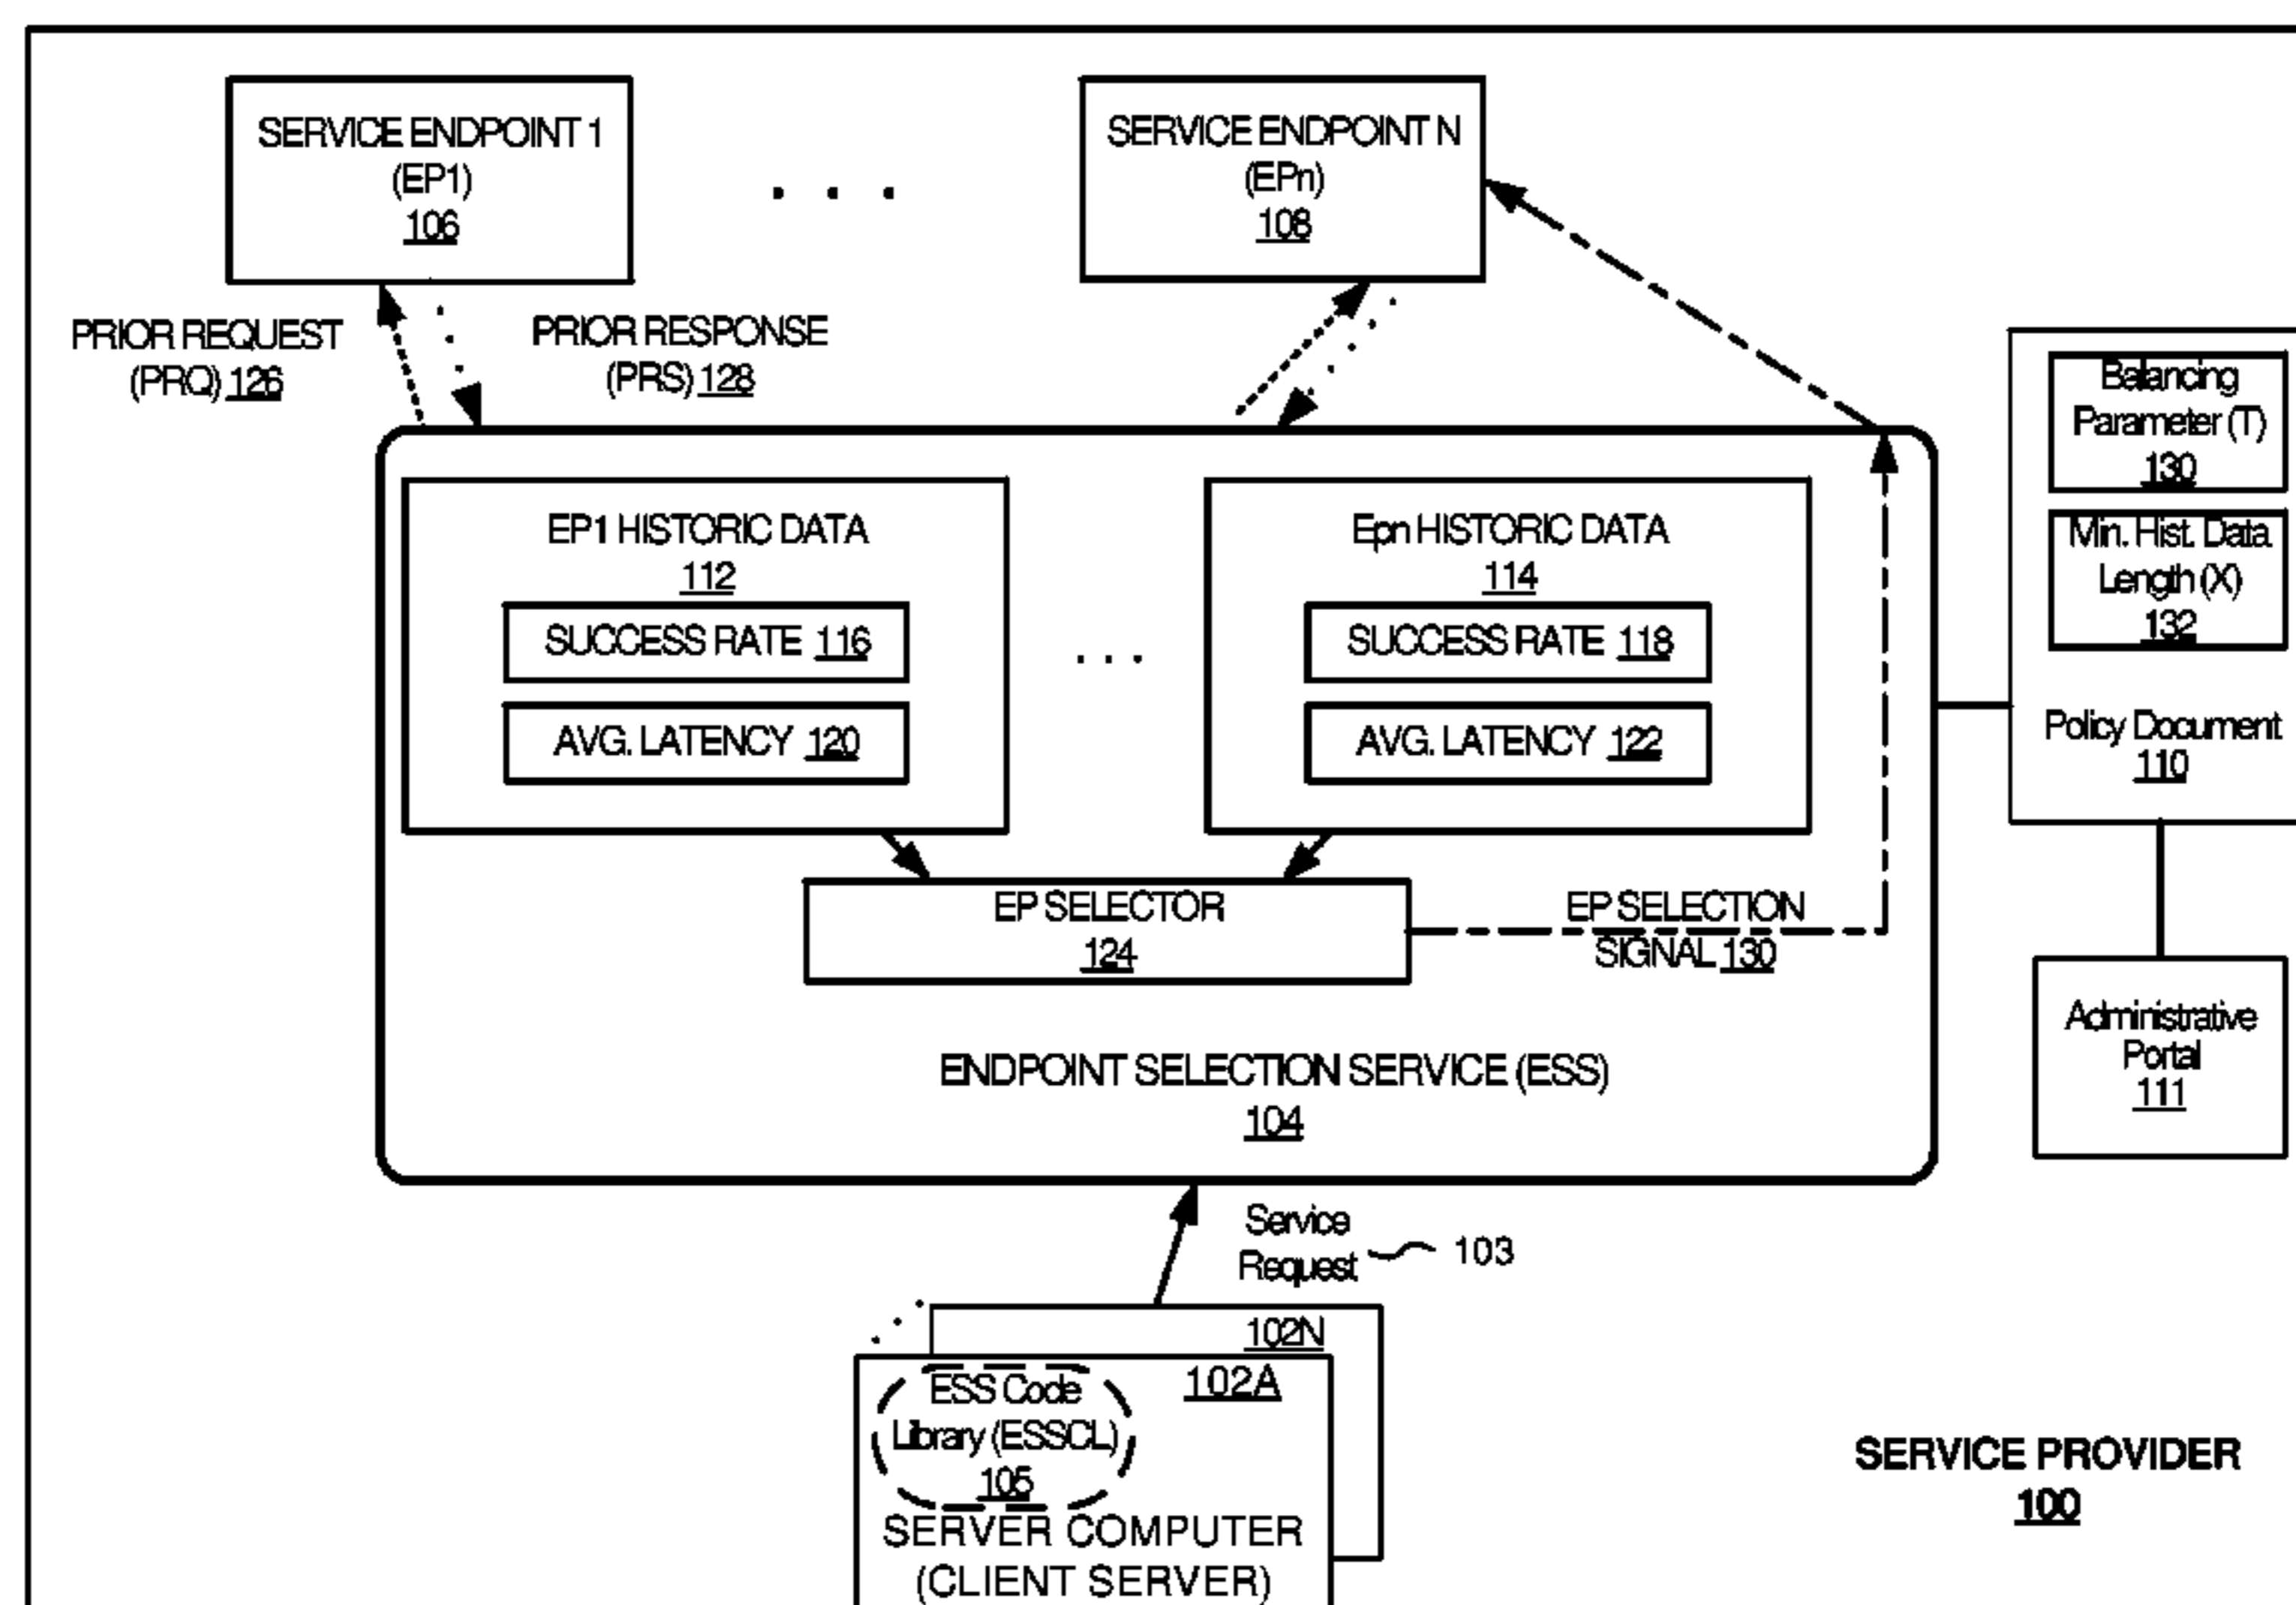 SERVICE ENDPOINT 1
(EP1)
106
SERVICE ENDPOINT N
(EPn)
108
PRIOR REQUEST
(PRQ) 126
PRIOR RESPONSE
(PRS) 128
Balancing
Parameter (T)
130
Min. Hist. Data
Length (X)
132
Policy Document
110
EP1 HISTORIC DATA
112
SUCCESS RATE 116
AVG. LATENCY 120
Epn HISTORIC DATA
114
SUCCESS RATE 118
AVG. LATENCY 122
EP SELECTOR
124
EP SELECTION
SIGNAL 130
Administrative
Portal
111
ENDPOINT SELECTION SERVICE (ESS)
104
Service
Request 103
102N
102A
ESS Code
Library (ESSCL)
105
SERVER COMPUTER
(CLIENT SERVER)
SERVICE PROVIDER
100